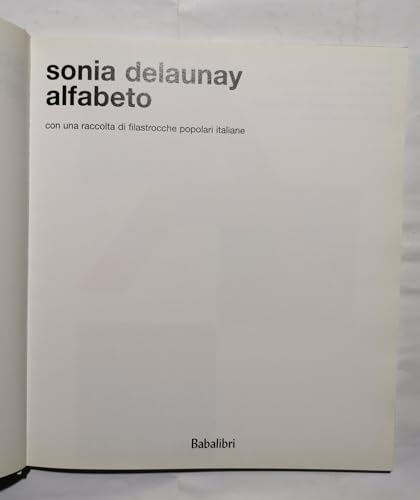 sonia delaunay
alfabeto
con una raccolta di filastrocche popolari italiane
Babalibri